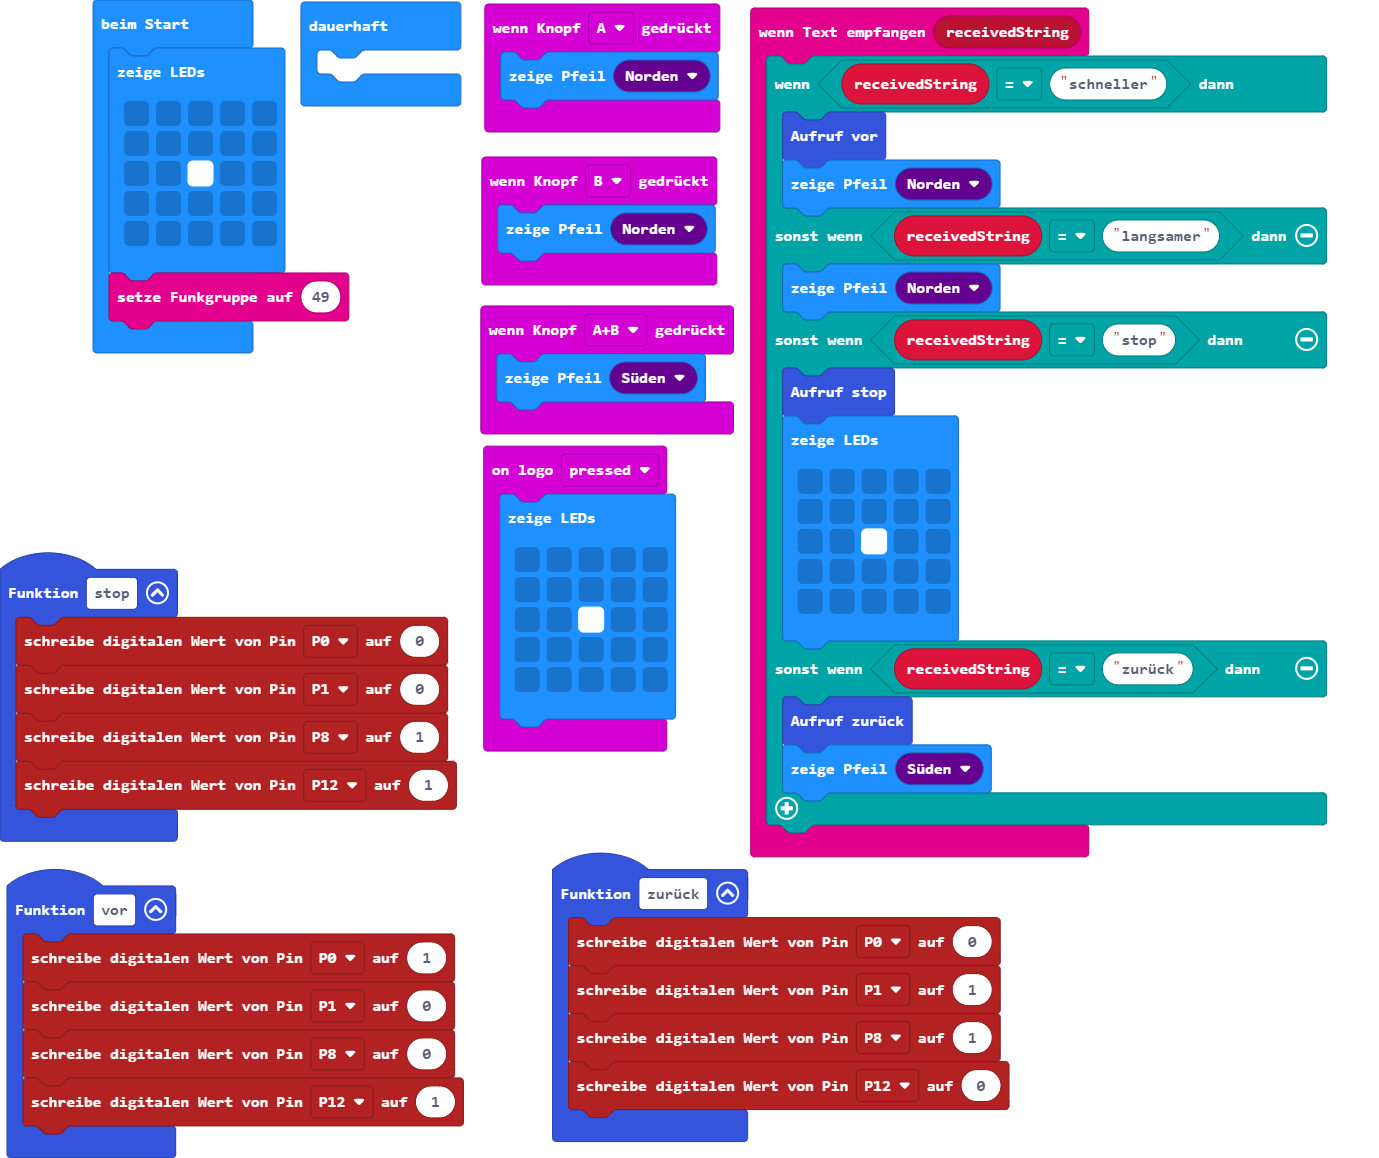 beim Start
zeige LEDs
setze Funkgruppe auf 49
dauerhaft
wenn Knopf A gedrückt
zeige Pfeil Norden
wenn Knopf B gedrückt
zeige Pfeil Norden
wenn Knopf A+B gedrückt
zeige Pfeil Süden
on logo pressed
zeige LEDs
wenn Text empfangen receivedString
wenn receivedString = "schneller" dann
Aufruf vor
zeige Pfeil Norden
sonst wenn receivedString = "langsamer" dann
zeige Pfeil Norden
sonst wenn receivedString = "stop" dann
Aufruf stop
zeige LEDs
sonst wenn receivedString = "zurück" dann
Aufruf zurück
zeige Pfeil Süden
Funktion stop
schreibe digitalen Wert von Pin P0 auf 0
schreibe digitalen Wert von Pin P1 auf 0
schreibe digitalen Wert von Pin P8 auf 1
schreibe digitalen Wert von Pin P12 auf 1
Funktion vor
schreibe digitalen Wert von Pin P0 auf 1
schreibe digitalen Wert von Pin P1 auf 0
schreibe digitalen Wert von Pin P8 auf 0
schreibe digitalen Wert von Pin P12 auf 1
Funktion zurück
schreibe digitalen Wert von Pin P0 auf 0
schreibe digitalen Wert von Pin P1 auf 1
schreibe digitalen Wert von Pin P8 auf 1
schreibe digitalen Wert von Pin P12 auf 0